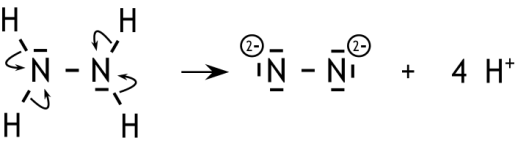 H H
N – N → N – N + 4 H⁺
2- 2-
H H